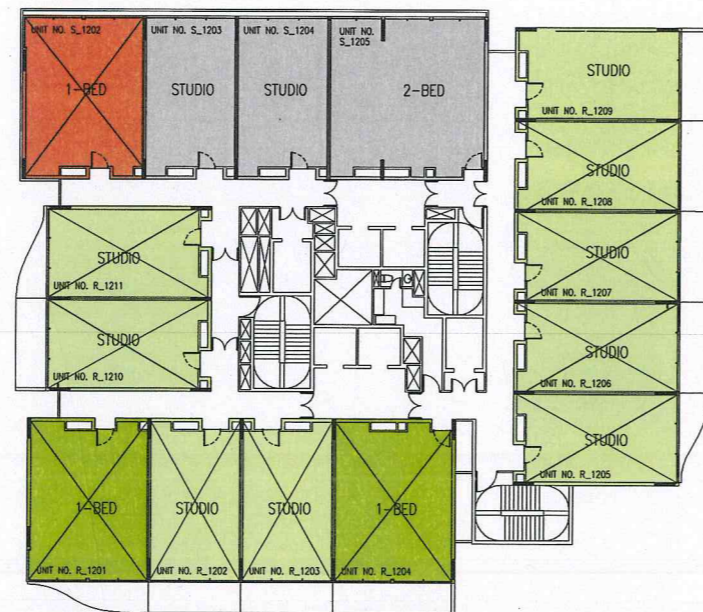 UNIT NO. S_1202
1-BED
UNIT NO. S_1203
STUDIO
UNIT NO. S_1204
STUDIO
UNIT NO.
S_1205
2-BED
STUDIO
UNIT NO. R_1209
STUDIO
UNIT NO. R_1208
STUDIO
UNIT NO. R_1207
STUDIO
UNIT NO. R_1206
STUDIO
UNIT NO. R_1205
STUDIO
UNIT NO. R_1211
STUDIO
UNIT NO. R_1210
1-BED
UNIT NO. R_1201
STUDIO
UNIT NO. R_1202
STUDIO
UNIT NO. R_1203
1-BED
UNIT NO. R_1204